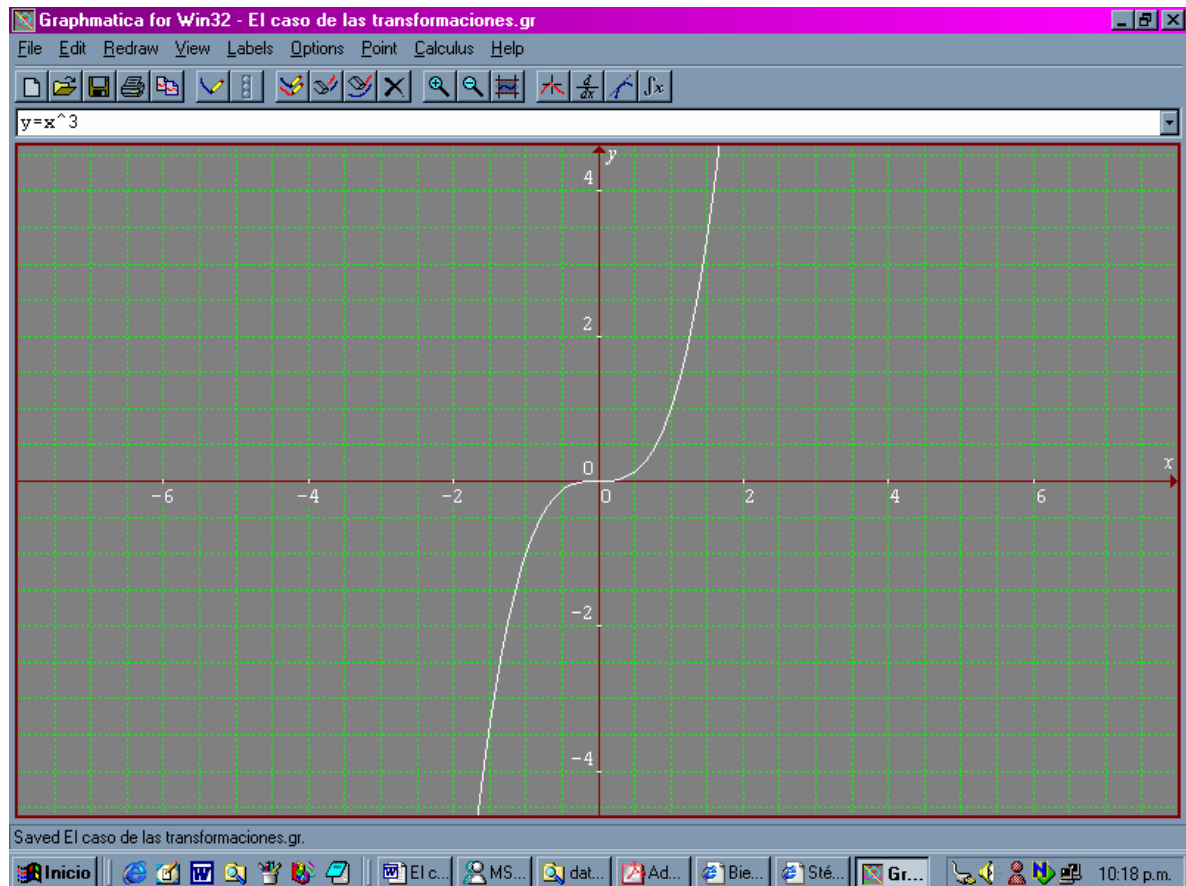 Graphmatica for Win32 - El caso de las transformaciones.gr
File Edit Redraw View Labels Options Point Calculus Help
d/dx ∫x
y=x^3
y
4
2
0
x
-6 -4 -2 0 2 4 6
-2
-4
Saved El caso de las transformaciones.gr.
Inicio El c... MS... dat... Ad... Bie... Sté... Gr... 10:18 p.m.